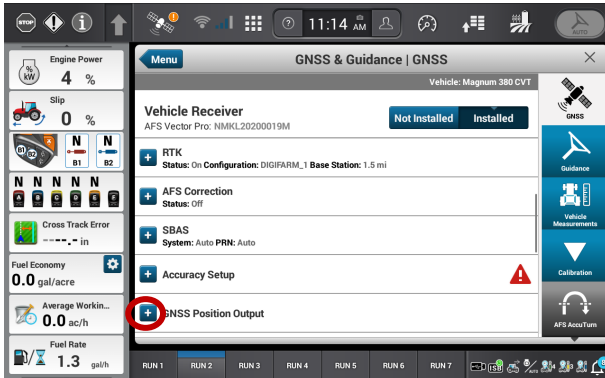 STOP
i
?
11:14 AM
AUTO
% kW
Engine Power
4 %
Slip
0 %
B1 B2
N N
B1 B2
N N N N N
A B C D E F
Cross Track Error
----.- in
Fuel Economy
0.0 gal/acre
Average Workin...
0.0 ac/h
Fuel Rate
1.3 gal/h
Menu
GNSS & Guidance | GNSS
Vehicle: Magnum 380 CVT
Vehicle Receiver
AFS Vector Pro: NMKL20200019M
Not Installed
Installed
RTK
Status: On Configuration: DIGIFARM_1 Base Station: 1.5 mi
AFS Correction
Status: Off
SBAS
System: Auto PRN: Auto
Accuracy Setup
GNSS Position Output
GNSS
Guidance
Vehicle Measurements
Calibration
AFS AccuTurn
RUN 1
RUN 2
RUN 3
RUN 4
RUN 5
RUN 6
RUN 7
ISB